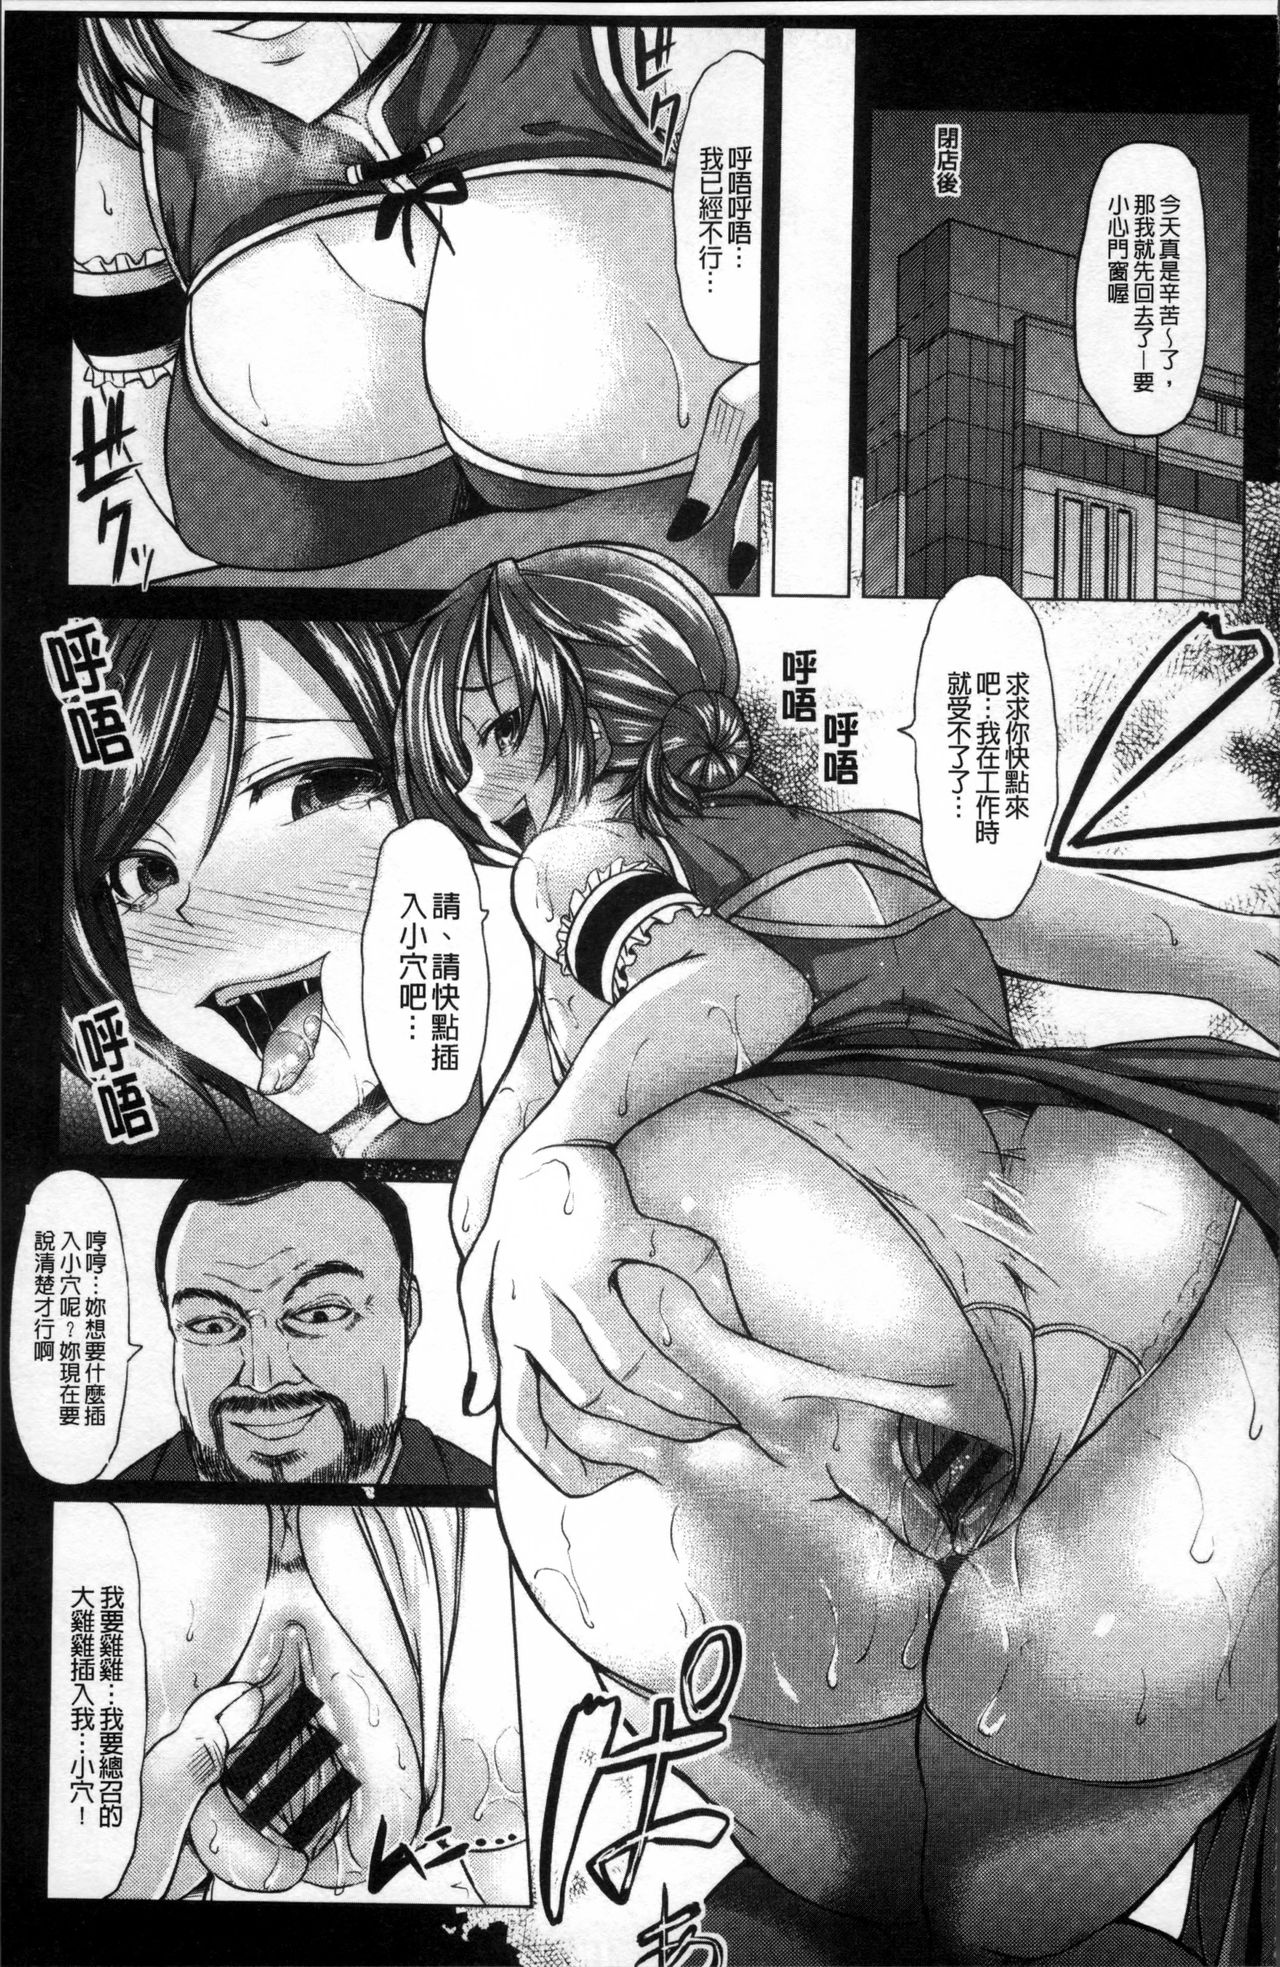 閉店後
今天真是辛苦～了，
那我就先回去了—要
小心門窗喔
呼唔呼唔…
我已經不行…
ビク
ビクッ
求求你快點來
吧…我在工作時
就受不了了…
呼唔
呼唔
呼唔
請、請快點插
入小穴吧…
呼唔
哼哼…妳想要什麼插
入小穴呢？妳現在要
說清楚才行啊
我要雞雞…我要總召的
大雞雞插入我…小穴！
ぱ